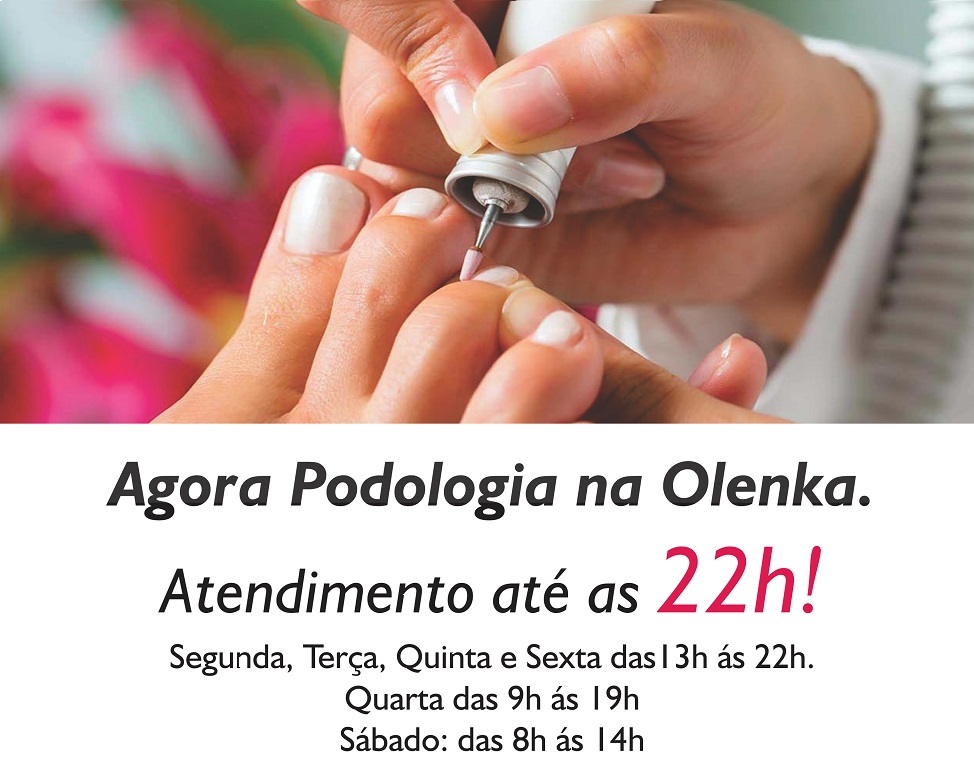 Agora Podologia na Olenka.
Atendimento até as 22h!
Segunda, Terça, Quinta e Sexta das13h ás 22h.
Quarta das 9h ás 19h
Sábado: das 8h ás 14h